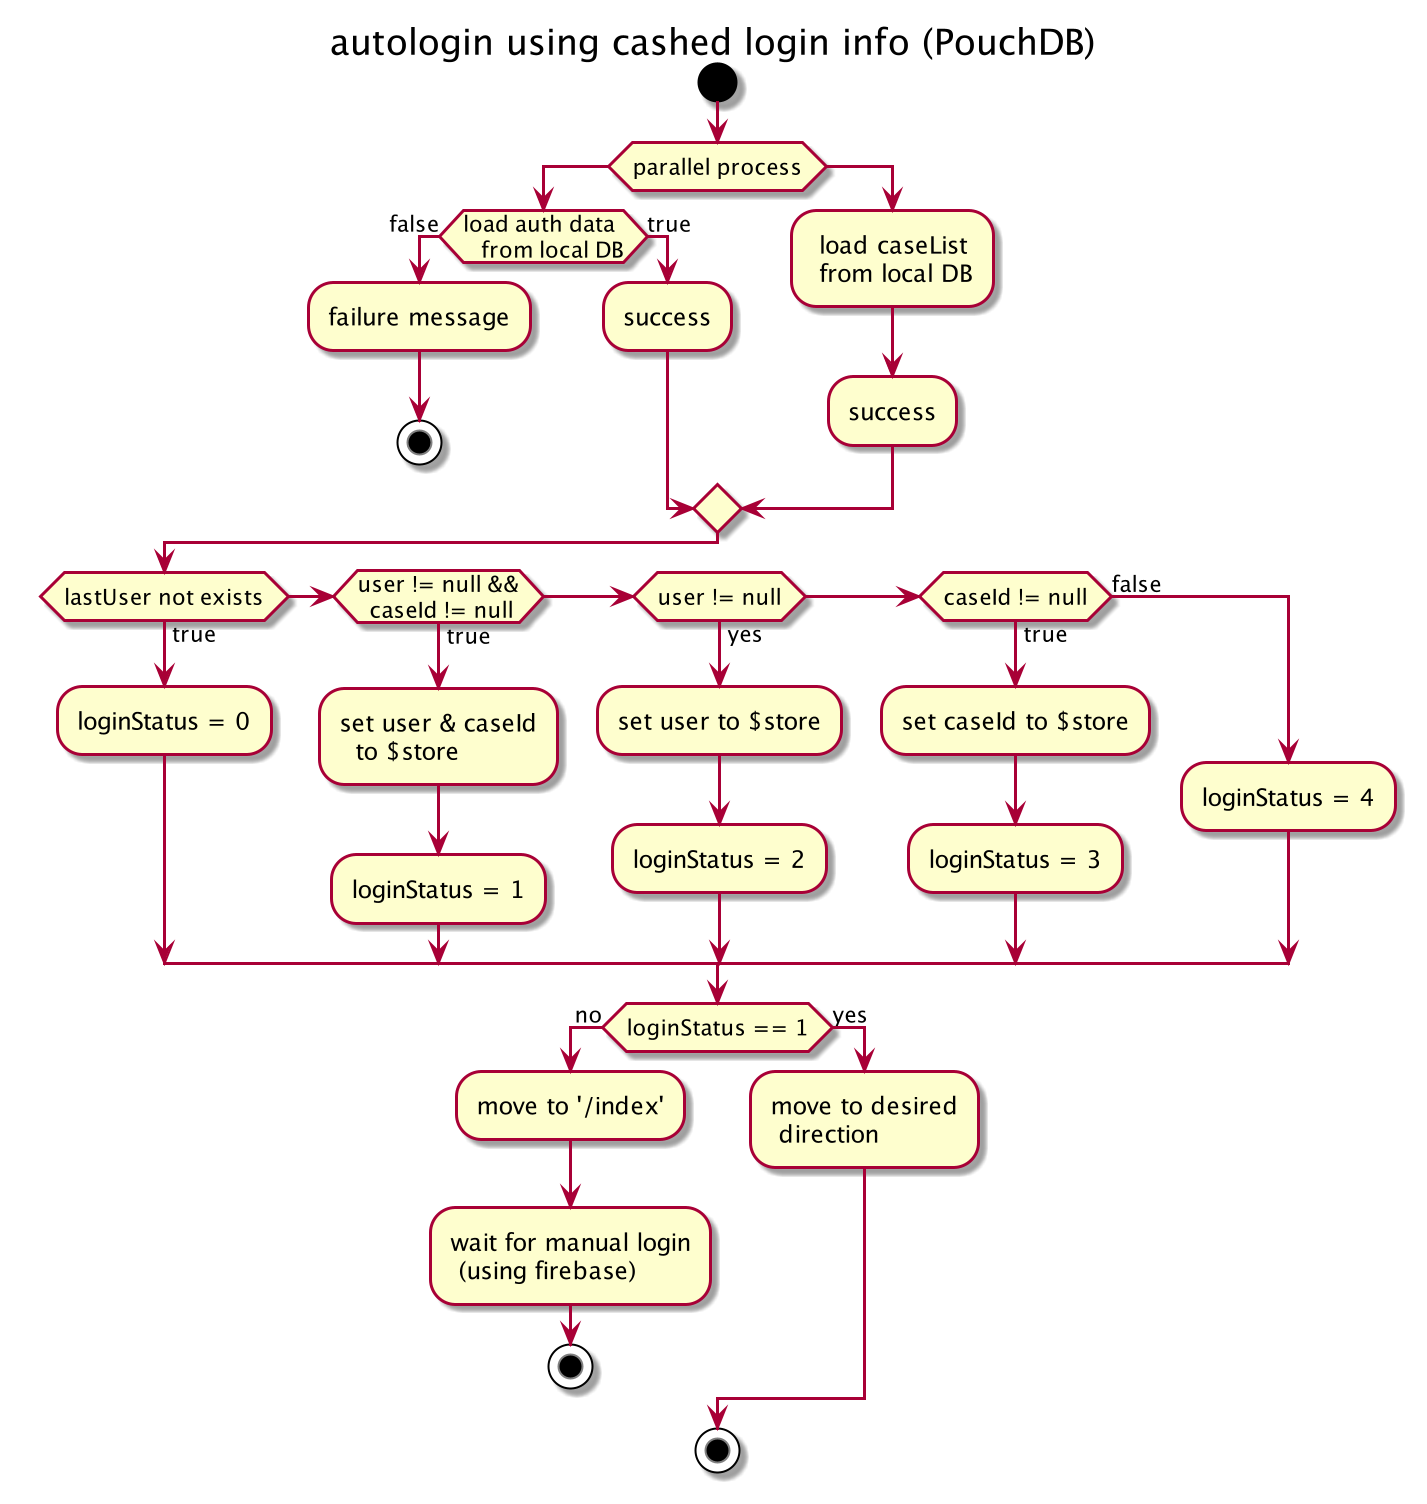 autologin using cashed login info (PouchDB)
parallel process
false
load auth data
from local DB
true
load caseList
from local DB
failure message
success
success
lastUser not exists
true
user != null &&
caseId != null
true
user != null
yes
caseId != null
true
false
loginStatus = 0
set user & caseId
to $store
set user to $store
set caseId to $store
loginStatus = 4
loginStatus = 1
loginStatus = 2
loginStatus = 3
no
loginStatus == 1
yes
move to '/index'
move to desired
direction
wait for manual login
(using firebase)